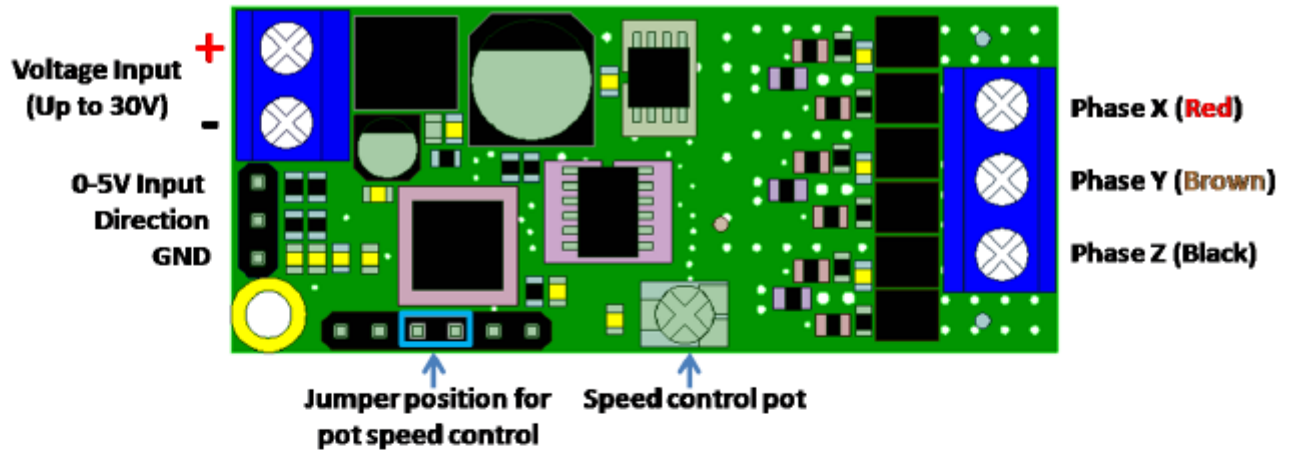 +
Voltage Input
(Up to 30V)
-
0-5V Input
Direction
GND
Phase X (Red)
Phase Y (Brown)
Phase Z (Black)
Jumper position for
pot speed control
Speed control pot